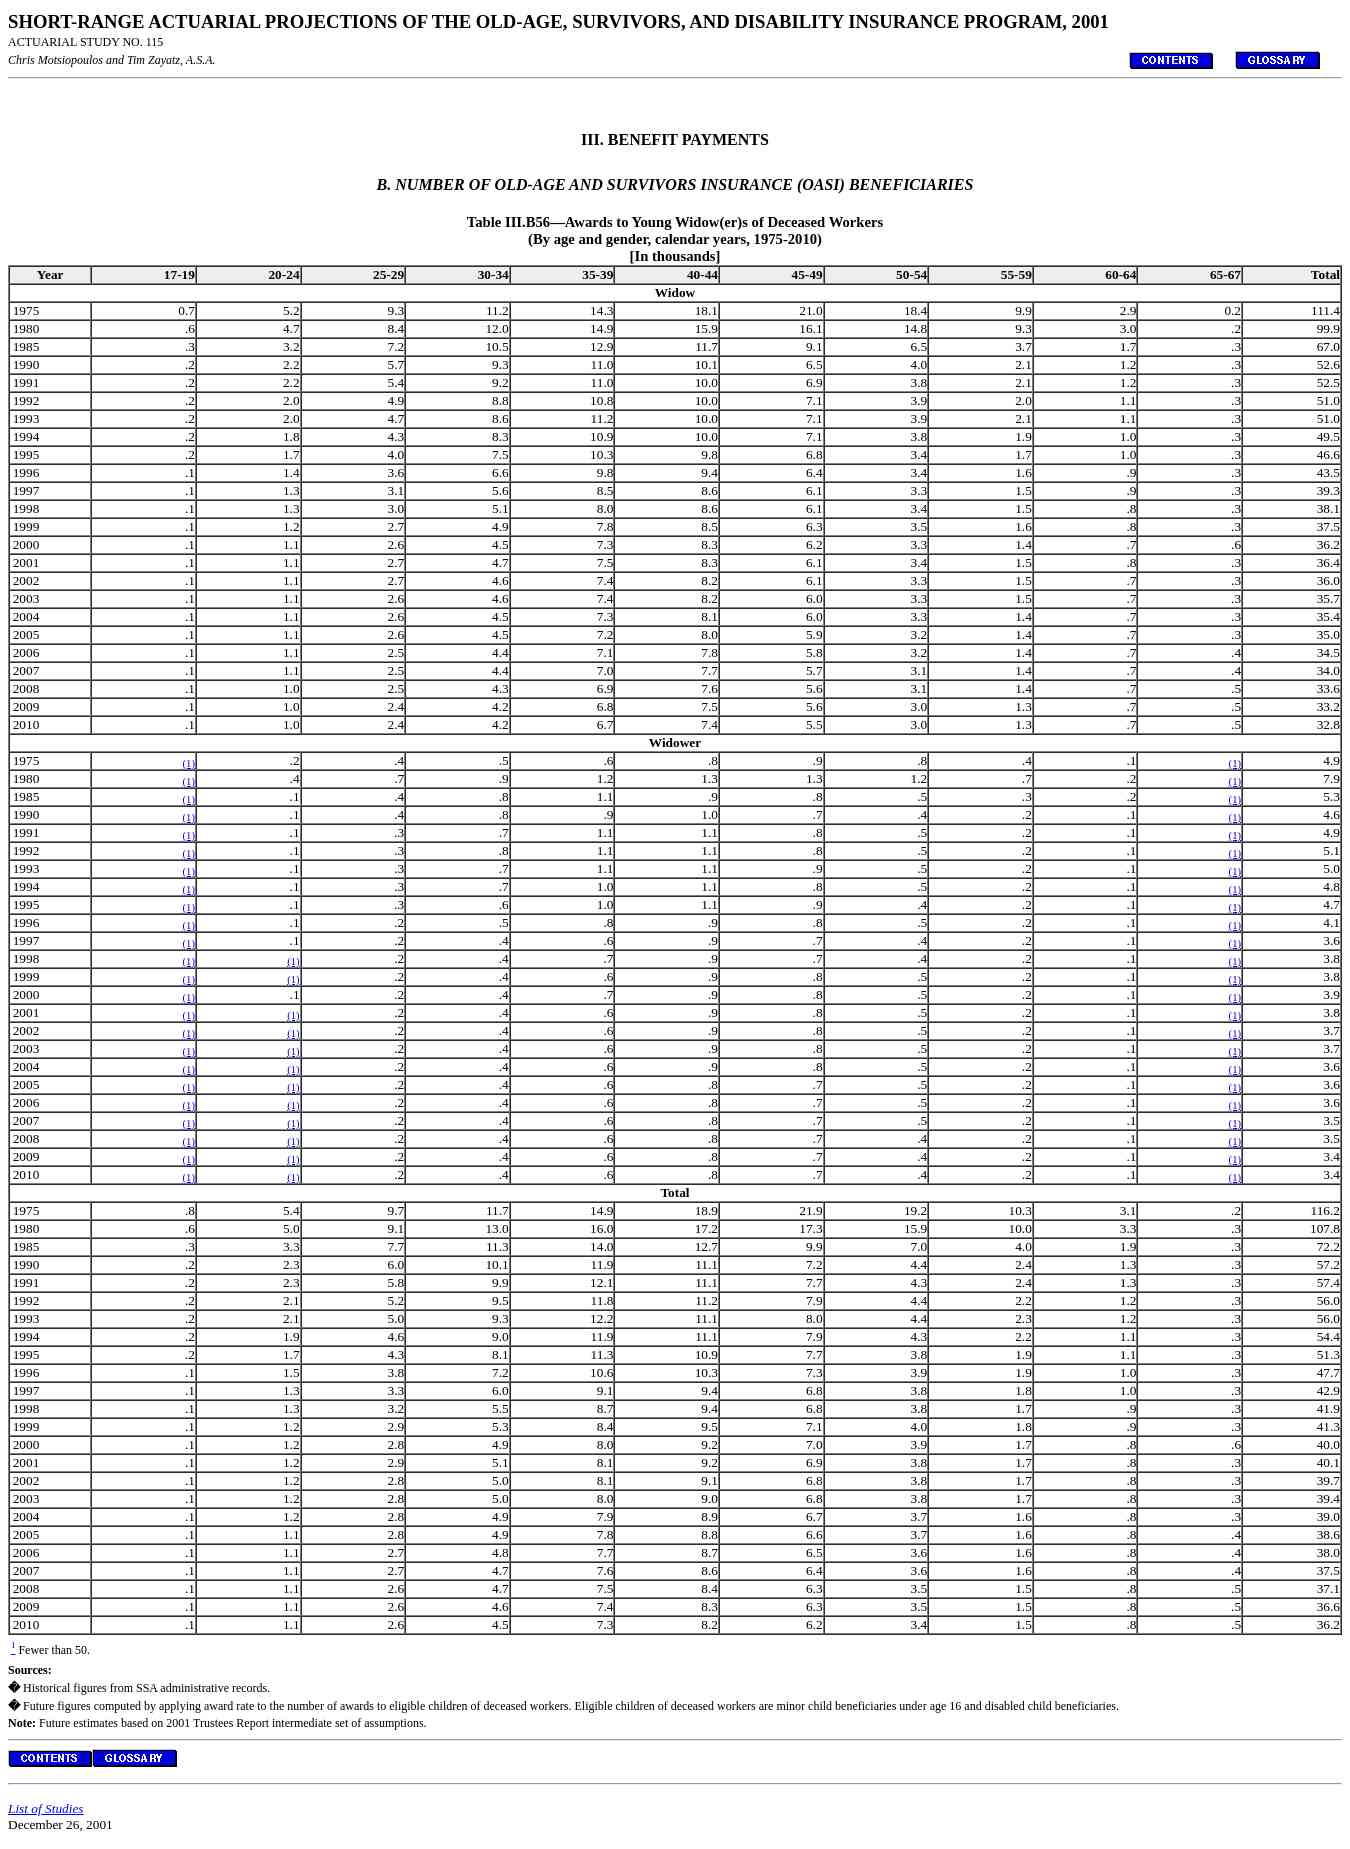 SHORT-RANGE ACTUARIAL PROJECTIONS OF THE OLD-AGE, SURVIVORS, AND DISABILITY INSURANCE PROGRAM, 2001
ACTUARIAL STUDY NO. 115
Chris Motsiopoulos and Tim Zayatz, A.S.A. CONTENTS GLOSSARY
III. BENEFIT PAYMENTS
B. NUMBER OF OLD-AGE AND SURVIVORS INSURANCE (OASI) BENEFICIARIES
Table III.B56—Awards to Young Widow(er)s of Deceased Workers
(By age and gender, calendar years, 1975-2010)
[In thousands]
Year 17-19 20-24 25-29 30-34 35-39 40-44 45-49 50-54 55-59 60-64 65-67 Total
Widow
1975 0.7 5.2 9.3 11.2 14.3 18.1 21.0 18.4 9.9 2.9 0.2 111.4
1980 .6 4.7 8.4 12.0 14.9 15.9 16.1 14.8 9.3 3.0 .2 99.9
1985 .3 3.2 7.2 10.5 12.9 11.7 9.1 6.5 3.7 1.7 .3 67.0
1990 .2 2.2 5.7 9.3 11.0 10.1 6.5 4.0 2.1 1.2 .3 52.6
1991 .2 2.2 5.4 9.2 11.0 10.0 6.9 3.8 2.1 1.2 .3 52.5
1992 .2 2.0 4.9 8.8 10.8 10.0 7.1 3.9 2.0 1.1 .3 51.0
1993 .2 2.0 4.7 8.6 11.2 10.0 7.1 3.9 2.1 1.1 .3 51.0
1994 .2 1.8 4.3 8.3 10.9 10.0 7.1 3.8 1.9 1.0 .3 49.5
1995 .2 1.7 4.0 7.5 10.3 9.8 6.8 3.4 1.7 1.0 .3 46.6
1996 .1 1.4 3.6 6.6 9.8 9.4 6.4 3.4 1.6 .9 .3 43.5
1997 .1 1.3 3.1 5.6 8.5 8.6 6.1 3.3 1.5 .9 .3 39.3
1998 .1 1.3 3.0 5.1 8.0 8.6 6.1 3.4 1.5 .8 .3 38.1
1999 .1 1.2 2.7 4.9 7.8 8.5 6.3 3.5 1.6 .8 .3 37.5
2000 .1 1.1 2.6 4.5 7.3 8.3 6.2 3.3 1.4 .7 .6 36.2
2001 .1 1.1 2.7 4.7 7.5 8.3 6.1 3.4 1.5 .8 .3 36.4
2002 .1 1.1 2.7 4.6 7.4 8.2 6.1 3.3 1.5 .7 .3 36.0
2003 .1 1.1 2.6 4.6 7.4 8.2 6.0 3.3 1.5 .7 .3 35.7
2004 .1 1.1 2.6 4.5 7.3 8.1 6.0 3.3 1.4 .7 .3 35.4
2005 .1 1.1 2.6 4.5 7.2 8.0 5.9 3.2 1.4 .7 .3 35.0
2006 .1 1.1 2.5 4.4 7.1 7.8 5.8 3.2 1.4 .7 .4 34.5
2007 .1 1.1 2.5 4.4 7.0 7.7 5.7 3.1 1.4 .7 .4 34.0
2008 .1 1.0 2.5 4.3 6.9 7.6 5.6 3.1 1.4 .7 .5 33.6
2009 .1 1.0 2.4 4.2 6.8 7.5 5.6 3.0 1.3 .7 .5 33.2
2010 .1 1.0 2.4 4.2 6.7 7.4 5.5 3.0 1.3 .7 .5 32.8
Widower
1975 (1) .2 .4 .5 .6 .8 .9 .8 .4 .1 (1) 4.9
1980 (1) .4 .7 .9 1.2 1.3 1.3 1.2 .7 .2 (1) 7.9
1985 (1) .1 .4 .8 1.1 .9 .8 .5 .3 .2 (1) 5.3
1990 (1) .1 .4 .8 .9 1.0 .7 .4 .2 .1 (1) 4.6
1991 (1) .1 .3 .7 1.1 1.1 .8 .5 .2 .1 (1) 4.9
1992 (1) .1 .3 .8 1.1 1.1 .8 .5 .2 .1 (1) 5.1
1993 (1) .1 .3 .7 1.1 1.1 .9 .5 .2 .1 (1) 5.0
1994 (1) .1 .3 .7 1.0 1.1 .8 .5 .2 .1 (1) 4.8
1995 (1) .1 .3 .6 1.0 1.1 .9 .4 .2 .1 (1) 4.7
1996 (1) .1 .2 .5 .8 .9 .8 .5 .2 .1 (1) 4.1
1997 (1) .1 .2 .4 .6 .9 .7 .4 .2 .1 (1) 3.6
1998 (1) (1) .2 .4 .7 .9 .7 .4 .2 .1 (1) 3.8
1999 (1) (1) .2 .4 .6 .9 .8 .5 .2 .1 (1) 3.8
2000 (1) .1 .2 .4 .7 .9 .8 .5 .2 .1 (1) 3.9
2001 (1) (1) .2 .4 .6 .9 .8 .5 .2 .1 (1) 3.8
2002 (1) (1) .2 .4 .6 .9 .8 .5 .2 .1 (1) 3.7
2003 (1) (1) .2 .4 .6 .9 .8 .5 .2 .1 (1) 3.7
2004 (1) (1) .2 .4 .6 .9 .8 .5 .2 .1 (1) 3.6
2005 (1) (1) .2 .4 .6 .8 .7 .5 .2 .1 (1) 3.6
2006 (1) (1) .2 .4 .6 .8 .7 .5 .2 .1 (1) 3.6
2007 (1) (1) .2 .4 .6 .8 .7 .5 .2 .1 (1) 3.5
2008 (1) (1) .2 .4 .6 .8 .7 .4 .2 .1 (1) 3.5
2009 (1) (1) .2 .4 .6 .8 .7 .4 .2 .1 (1) 3.4
2010 (1) (1) .2 .4 .6 .8 .7 .4 .2 .1 (1) 3.4
Total
1975 .8 5.4 9.7 11.7 14.9 18.9 21.9 19.2 10.3 3.1 .2 116.2
1980 .6 5.0 9.1 13.0 16.0 17.2 17.3 15.9 10.0 3.3 .3 107.8
1985 .3 3.3 7.7 11.3 14.0 12.7 9.9 7.0 4.0 1.9 .3 72.2
1990 .2 2.3 6.0 10.1 11.9 11.1 7.2 4.4 2.4 1.3 .3 57.2
1991 .2 2.3 5.8 9.9 12.1 11.1 7.7 4.3 2.4 1.3 .3 57.4
1992 .2 2.1 5.2 9.5 11.8 11.2 7.9 4.4 2.2 1.2 .3 56.0
1993 .2 2.1 5.0 9.3 12.2 11.1 8.0 4.4 2.3 1.2 .3 56.0
1994 .2 1.9 4.6 9.0 11.9 11.1 7.9 4.3 2.2 1.1 .3 54.4
1995 .2 1.7 4.3 8.1 11.3 10.9 7.7 3.8 1.9 1.1 .3 51.3
1996 .1 1.5 3.8 7.2 10.6 10.3 7.3 3.9 1.9 1.0 .3 47.7
1997 .1 1.3 3.3 6.0 9.1 9.4 6.8 3.8 1.8 1.0 .3 42.9
1998 .1 1.3 3.2 5.5 8.7 9.4 6.8 3.8 1.7 .9 .3 41.9
1999 .1 1.2 2.9 5.3 8.4 9.5 7.1 4.0 1.8 .9 .3 41.3
2000 .1 1.2 2.8 4.9 8.0 9.2 7.0 3.9 1.7 .8 .6 40.0
2001 .1 1.2 2.9 5.1 8.1 9.2 6.9 3.8 1.7 .8 .3 40.1
2002 .1 1.2 2.8 5.0 8.1 9.1 6.8 3.8 1.7 .8 .3 39.7
2003 .1 1.2 2.8 5.0 8.0 9.0 6.8 3.8 1.7 .8 .3 39.4
2004 .1 1.2 2.8 4.9 7.9 8.9 6.7 3.7 1.6 .8 .3 39.0
2005 .1 1.1 2.8 4.9 7.8 8.8 6.6 3.7 1.6 .8 .4 38.6
2006 .1 1.1 2.7 4.8 7.7 8.7 6.5 3.6 1.6 .8 .4 38.0
2007 .1 1.1 2.7 4.7 7.6 8.6 6.4 3.6 1.6 .8 .4 37.5
2008 .1 1.1 2.6 4.7 7.5 8.4 6.3 3.5 1.5 .8 .5 37.1
2009 .1 1.1 2.6 4.6 7.4 8.3 6.3 3.5 1.5 .8 .5 36.6
2010 .1 1.1 2.6 4.5 7.3 8.2 6.2 3.4 1.5 .8 .5 36.2
1 Fewer than 50.
Sources:
� Historical figures from SSA administrative records.
� Future figures computed by applying award rate to the number of awards to eligible children of deceased workers. Eligible children of deceased workers are minor child beneficiaries under age 16 and disabled child beneficiaries.
Note: Future estimates based on 2001 Trustees Report intermediate set of assumptions.
CONTENTS GLOSSARY
List of Studies
December 26, 2001